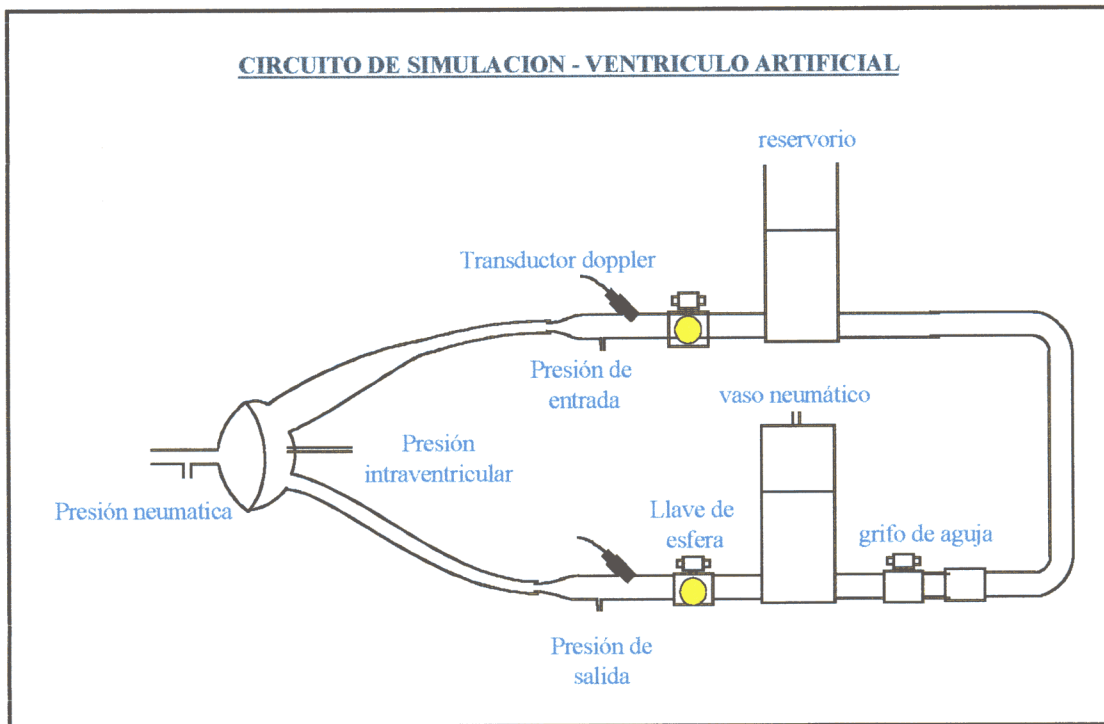 CIRCUITO DE SIMULACION - VENTRICULO ARTIFICIAL
reservorio
Transductor doppler
Presión de
entrada
vaso neumático
Presión
intraventricular
Presión neumatica
Llave de
esfera
grifo de aguja
Presión de
salida